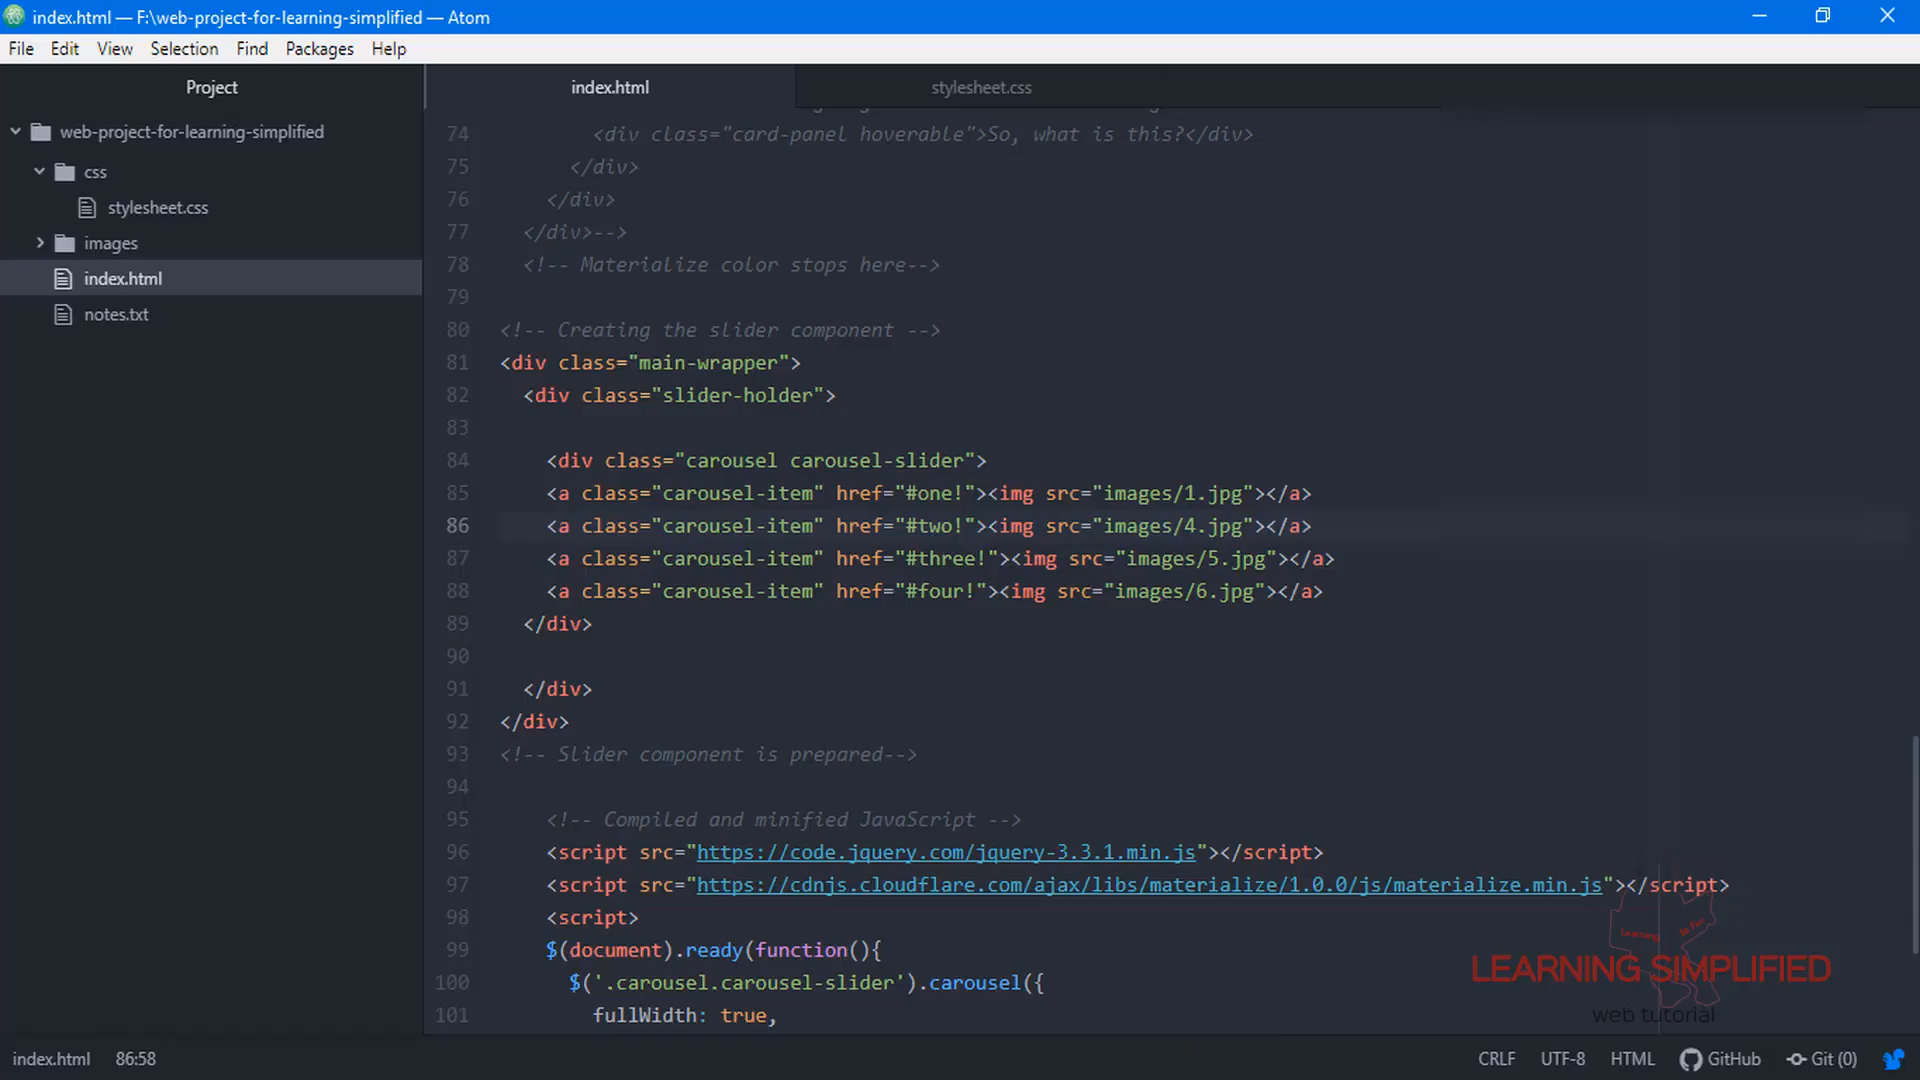 index.html — F:\web-project-for-learning-simplified — Atom
File Edit View Selection Find Packages Help
Project
web-project-for-learning-simplified
css
stylesheet.css
images
index.html
notes.txt
index.html stylesheet.css
74 <div class="card-panel hoverable">So, what is this?</div>
75 </div>
76 </div>
77 </div>-->
78 <!-- Materialize color stops here-->
79
80 <!-- Creating the slider component -->
81 <div class="main-wrapper">
82 <div class="slider-holder">
83
84 <div class="carousel carousel-slider">
85 <a class="carousel-item" href="#one!"><img src="images/1.jpg"></a>
86 <a class="carousel-item" href="#two!"><img src="images/4.jpg"></a>
87 <a class="carousel-item" href="#three!"><img src="images/5.jpg"></a>
88 <a class="carousel-item" href="#four!"><img src="images/6.jpg"></a>
89 </div>
90
91 </div>
92 </div>
93 <!-- Slider component is prepared-->
94
95 <!-- Compiled and minified JavaScript -->
96 <script src="https://code.jquery.com/jquery-3.3.1.min.js"></script>
97 <script src="https://cdnjs.cloudflare.com/ajax/libs/materialize/1.0.0/js/materialize.min.js"></script>
98 <script>
99 $(document).ready(function(){
100 $('.carousel.carousel-slider').carousel({
101 fullWidth: true,
Learning Is Fun
LEARNING SIMPLIFIED
web tutorial
index.html 86:58 CRLF UTF-8 HTML GitHub Git (0)